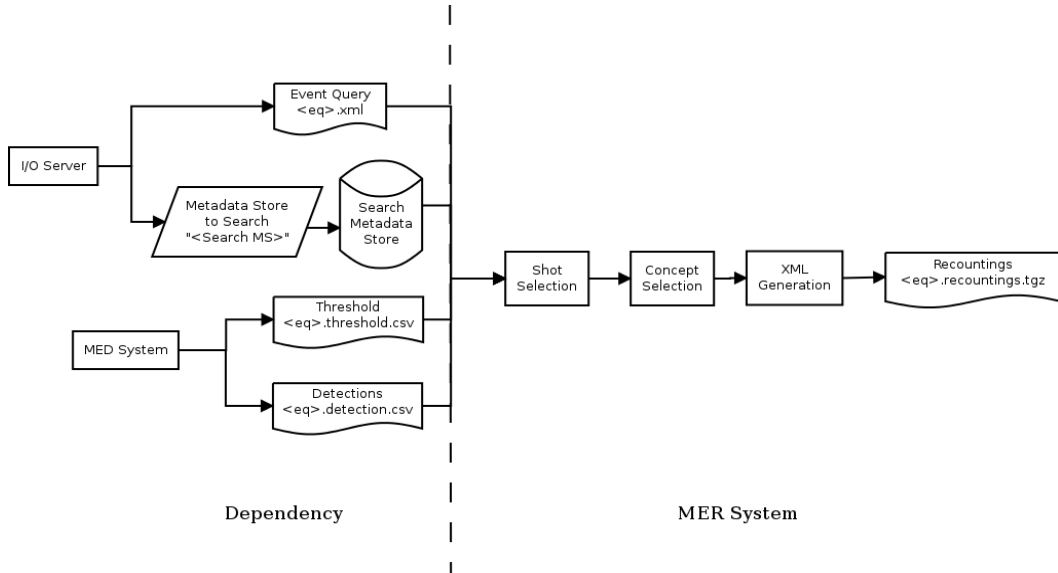 Event Query
<eq>.xml
I/O Server
Metadata Store
to Search
"<Search MS>"
Search
Metadata
Store
Shot
Selection
Concept
Selection
XML
Generation
Recountings
<eq>.recountings.tgz
Threshold
<eq>.threshold.csv
MED System
Detections
<eq>.detection.csv
Dependency
MER System